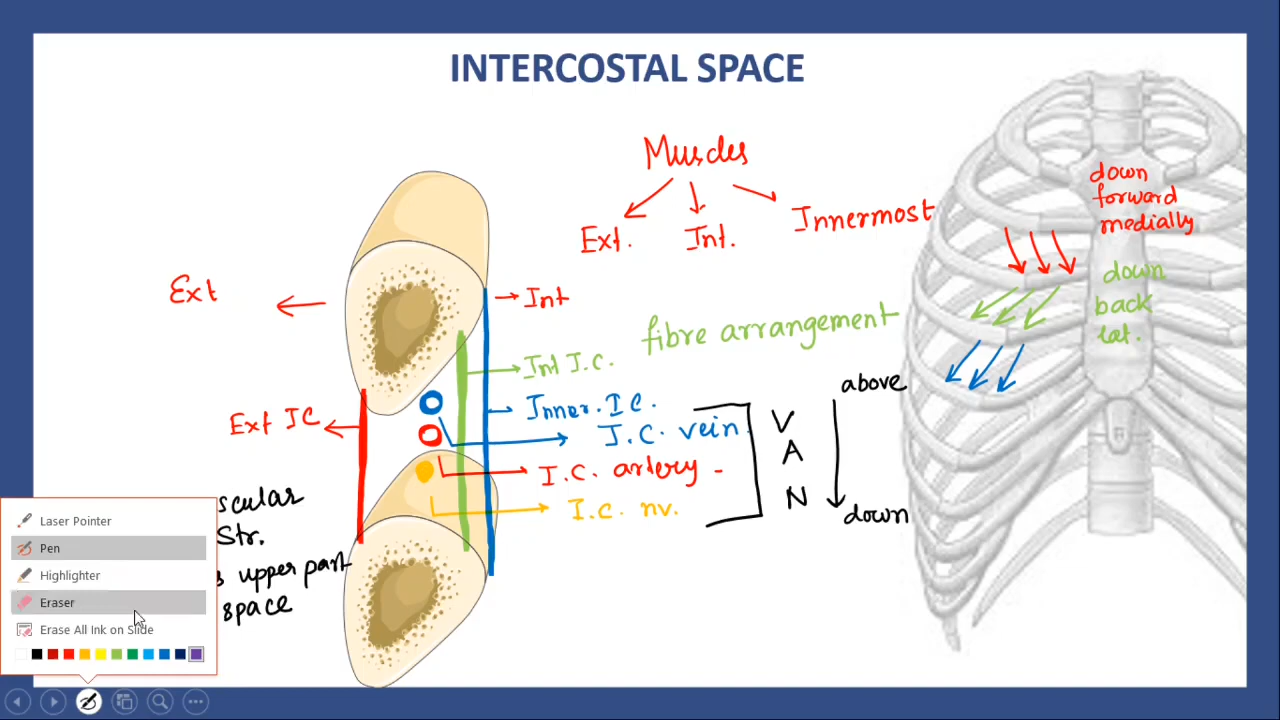 INTERCOSTAL SPACE
Muscles
Ext. Int. Innermost
down
forward
medially
down
back
lat.
Ext
Int
fibre arrangement
Int I.C.
above
Inner. I.C.
Ext IC
I.C. vein
V
A
I.C. artery -
N
I.C. nv.
down
scular
Str.
upper part
space
Laser Pointer
Pen
Highlighter
Eraser
Erase All Ink on Slide